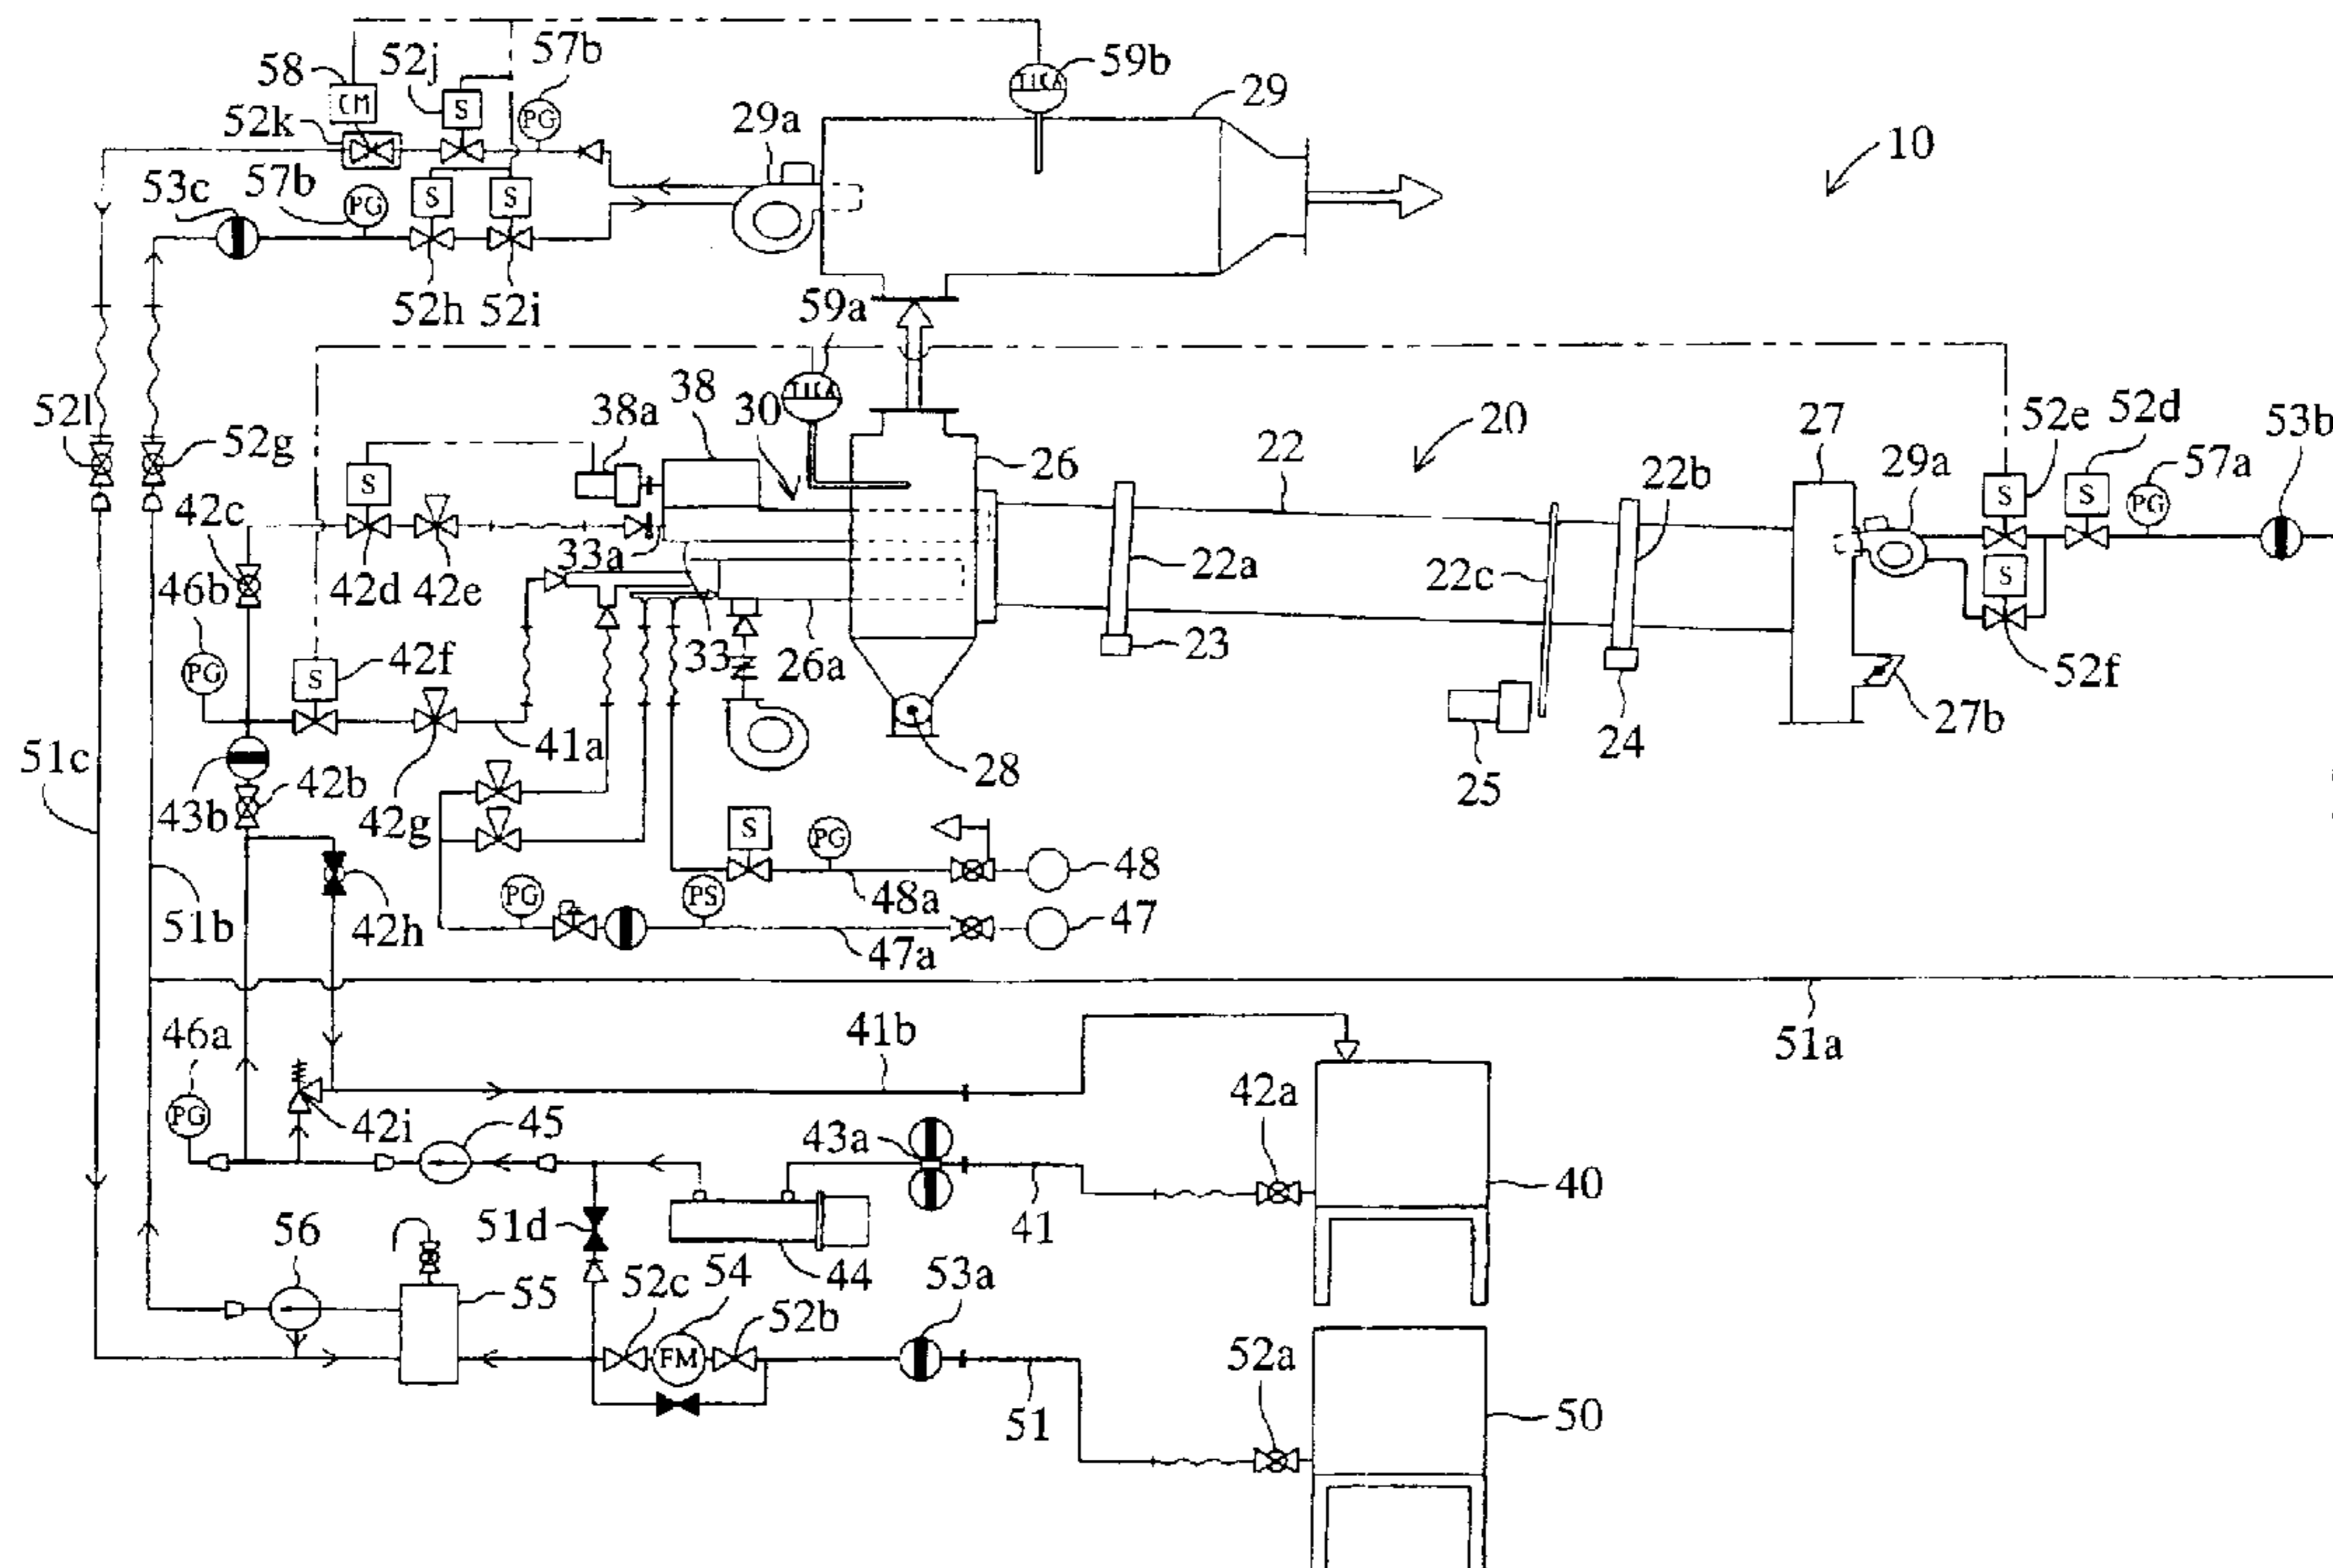 57b
52j
58
59b
TICA
CM
S
29
52k
PG
29a
10
53c
57b
S
S
PG
52h
52i
59a
TICA
38
30
38a
20
27
52e
52d
53b
52l
52g
26
22
22b
29a
57a
S
S
S
PG
42c
33a
22a
22c
46b
42d
42e
S
33
26a
23
52f
42f
PG
S
27b
41a
24
28
25
51c
43b
42b
42g
S
PG
48
51b
42h
PG
PS
48a
47
47a
46a
41b
51a
42a
PG
42i
45
43a
40
51d
41
56
44
55
52c
54
53a
52b
52a
FM
51
50